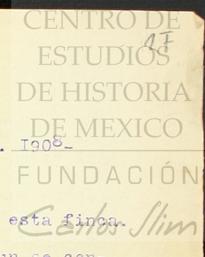 CENTRO DE
ESTUDIOS
DE HISTORIA
DE MEXICO
. 1908-
FUNDACIÓN
esta finca.
Carlos Slim